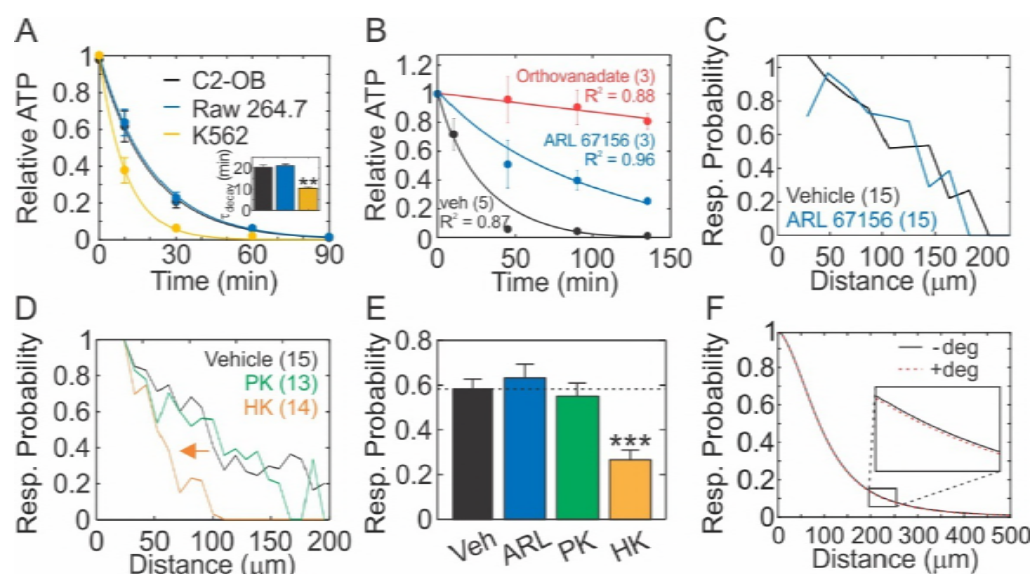 A
Relative ATP
1
0.8
0.6
0.4
0.2
0
0 10 30 60 90
Time (min)
C2-OB
Raw 264.7
K562
τdecay (min)
20
10
0
**
B
Relative ATP
1.2
1
0.8
0.6
0.4
0.2
0
0 50 100 150
Time (min)
Orthovanadate (3)
R² = 0.88
ARL 67156 (3)
R² = 0.96
veh (5)
R² = 0.87
C
Resp. Probability
1
0.8
0.6
0.4
0.2
0
0 50 100 150 200
Distance (μm)
Vehicle (15)
ARL 67156 (15)
D
Resp. Probability
1
0.8
0.6
0.4
0.2
0
0 50 100 150 200
Distance (μm)
Vehicle (15)
PK (13)
HK (14)
E
Resp. Probability
1
0.8
0.6
0.4
0.2
0
***
Veh ARL PK HK
F
Resp. Probability
1
0.8
0.6
0.4
0.2
0
0 100 200 300 400 500
Distance (μm)
-deg
+deg